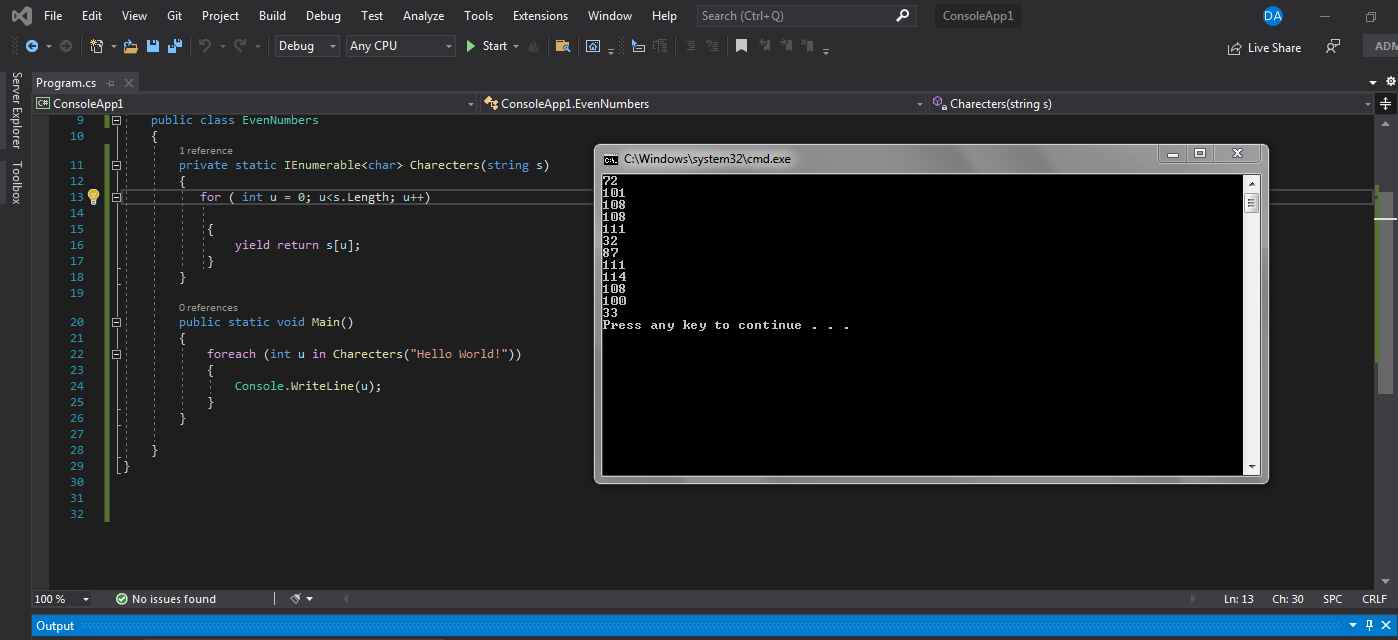 File Edit View Git Project Build Debug Test Analyze Tools Extensions Window Help Search (Ctrl+Q) ConsoleApp1 DA
Debug Any CPU Start Live Share ADM
Server Explorer
Toolbox
Program.cs
C# ConsoleApp1 ConsoleApp1.EvenNumbers Charecters(string s)
9 public class EvenNumbers
10 {
1 reference
11 private static IEnumerable<char> Charecters(string s)
12 {
13 for ( int u = 0; u<s.Length; u++)
14
15 {
16 yield return s[u];
17 }
18 }
19
0 references
20 public static void Main()
21 {
22 foreach (int u in Charecters("Hello World!"))
23 {
24 Console.WriteLine(u);
25 }
26 }
27
28 }
29 }
30
31
32
C:\Windows\system32\cmd.exe
72
101
108
108
111
32
87
111
114
108
100
33
Press any key to continue . . .
100 % No issues found Ln: 13 Ch: 30 SPC CRLF
Output